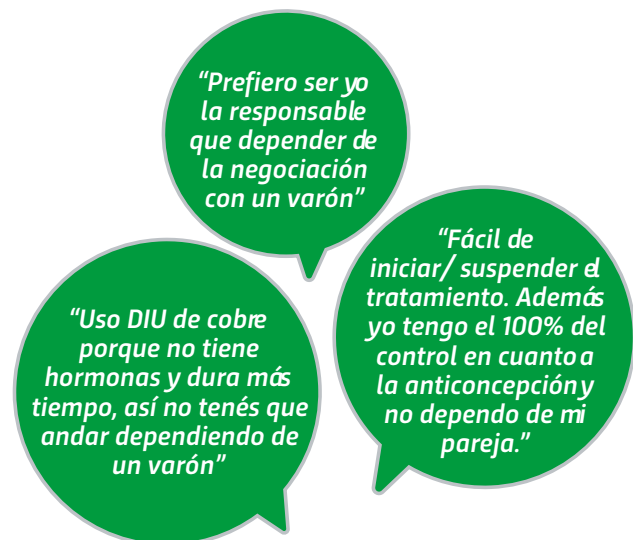 “Prefiero ser yo
la responsable
que depender de
la negociación
con un varón”
“Fácil de
iniciar/ suspender el
tratamiento. Además
yo tengo el 100% del
control en cuanto a
la anticoncepción y
no dependo de mi
pareja.”
“Uso DIU de cobre
porque no tiene
hormonas y dura más
tiempo, así no tenés que
andar dependiendo de
un varón”